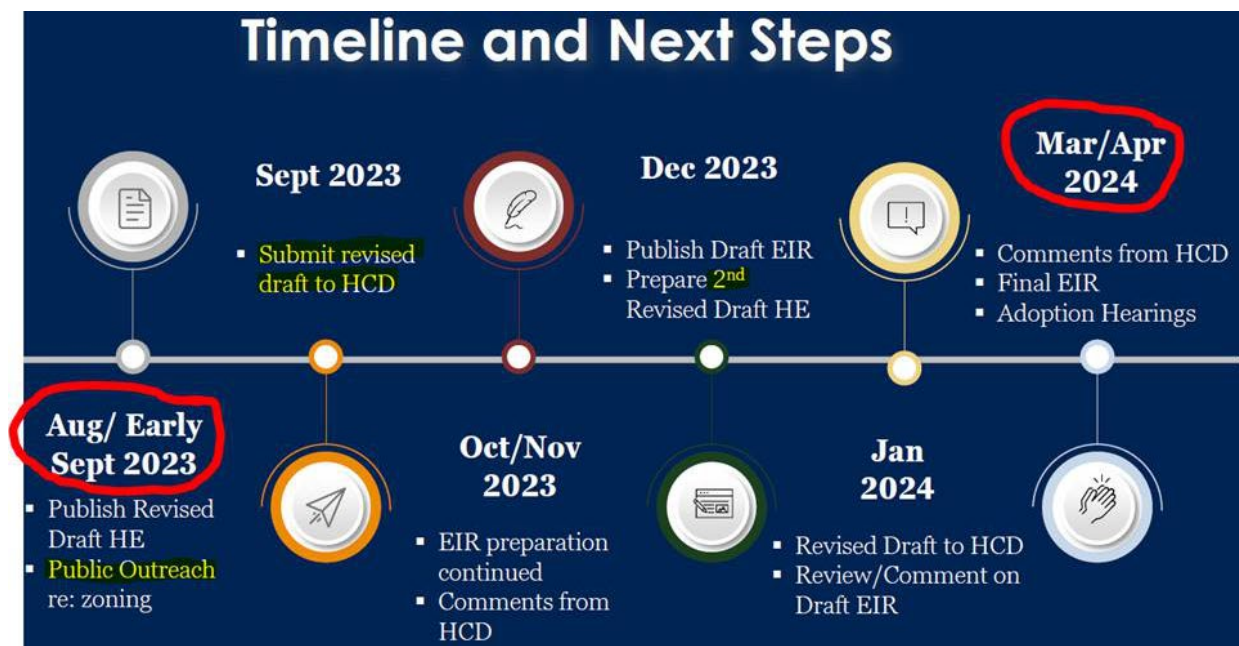 Timeline and Next Steps
Aug/ Early
Sept 2023
▪ Publish Revised
Draft HE
▪ Public Outreach
re: zoning
Sept 2023
▪ Submit revised
draft to HCD
Oct/Nov
2023
▪ EIR preparation
continued
▪ Comments from
HCD
Dec 2023
▪ Publish Draft EIR
▪ Prepare 2nd
Revised Draft HE
Jan
2024
▪ Revised Draft to HCD
▪ Review/Comment on
Draft EIR
Mar/Apr
2024
▪ Comments from HCD
▪ Final EIR
▪ Adoption Hearings